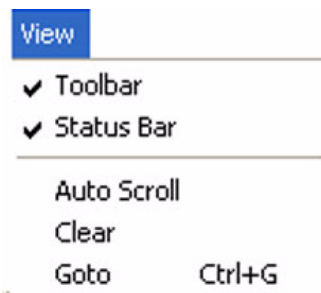 View
Toolbar
Status Bar
Auto Scroll
Clear
Goto Ctrl+G